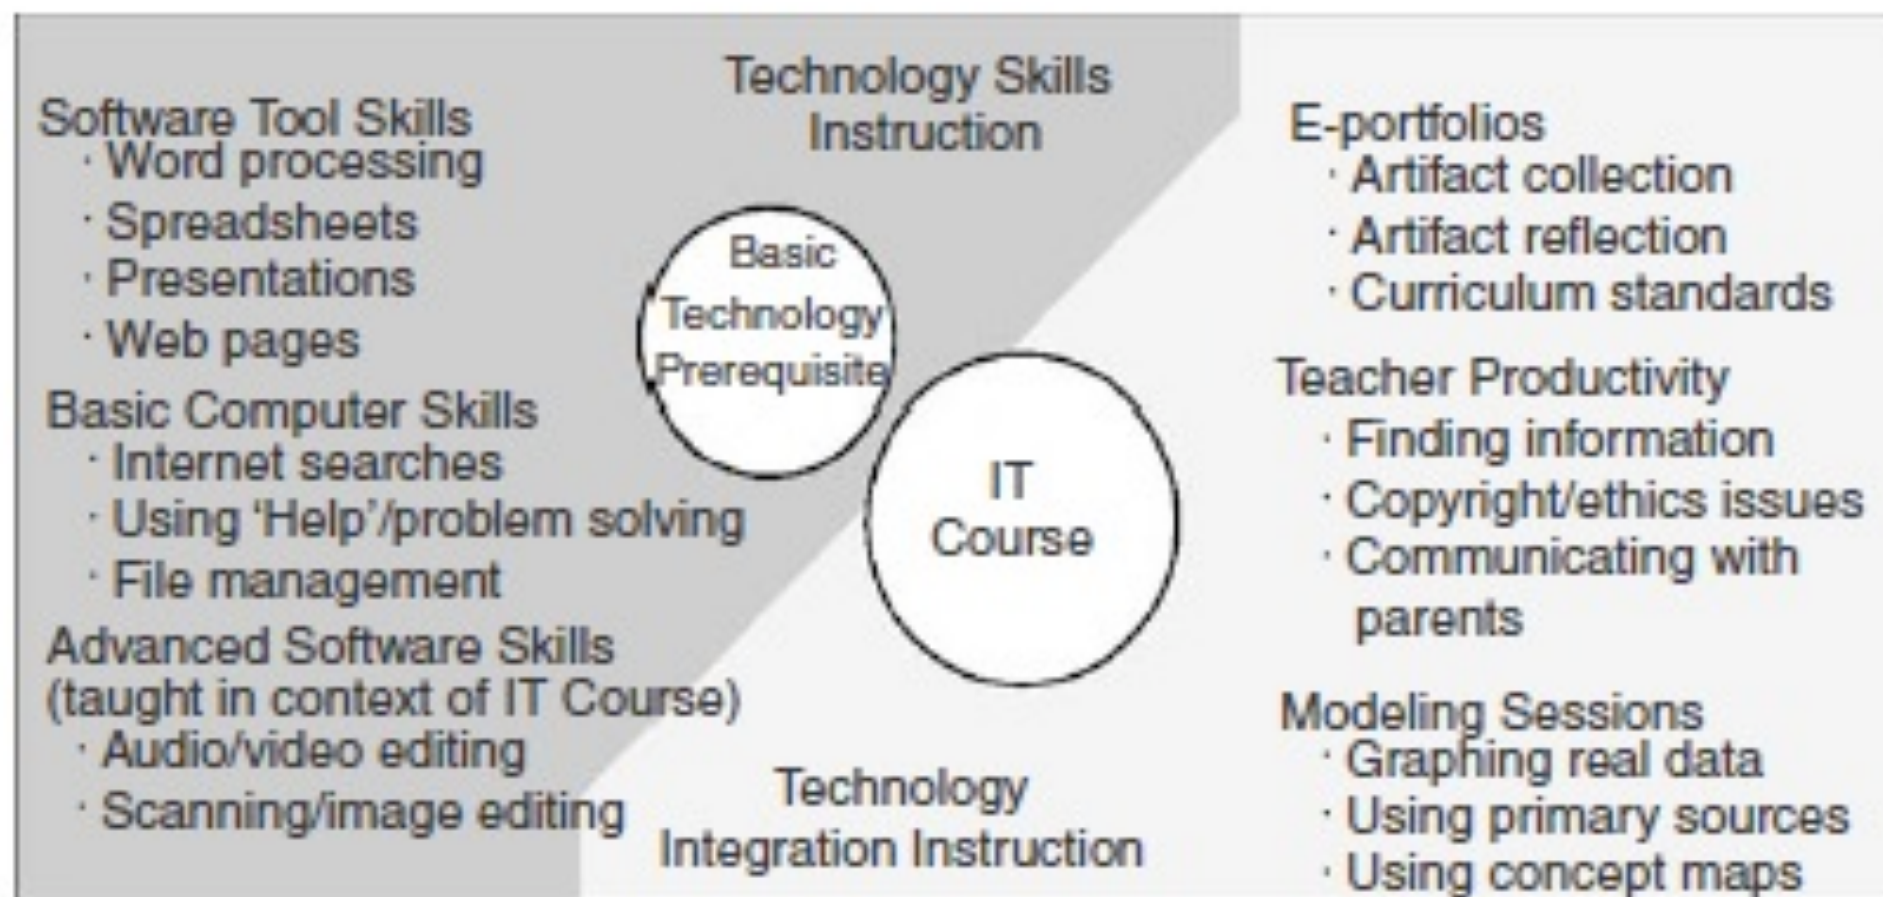 Technology Skills
Instruction
Software Tool Skills
· Word processing
· Spreadsheets
· Presentations
· Web pages
Basic Computer Skills
· Internet searches
· Using ‘Help’/problem solving
· File management
Advanced Software Skills
(taught in context of IT Course)
· Audio/video editing
· Scanning/image editing
Basic
Technology
Prerequisite
IT
Course
Technology
Integration Instruction
E-portfolios
· Artifact collection
· Artifact reflection
· Curriculum standards
Teacher Productivity
· Finding information
· Copyright/ethics issues
· Communicating with
parents
Modeling Sessions
· Graphing real data
· Using primary sources
· Using concept maps